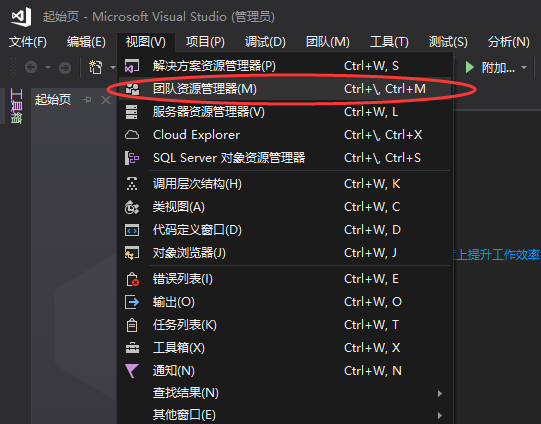 起始页 - Microsoft Visual Studio (管理员)
文件(F) 编辑(E) 视图(V) 项目(P) 调试(D) 团队(M) 工具(T) 测试(S) 分析(N)
解决方案资源管理器(P) Ctrl+W, S
附加...
工具箱
起始页
团队资源管理器(M) Ctrl+\, Ctrl+M
服务器资源管理器(V) Ctrl+W, L
Cloud Explorer Ctrl+\, Ctrl+X
SQL Server 对象资源管理器 Ctrl+\, Ctrl+S
调用层次结构(H) Ctrl+W, K
类视图(A) Ctrl+W, C
代码定义窗口(D) Ctrl+W, D
对象浏览器(J) Ctrl+W, J
上提升工作效率
错误列表(I) Ctrl+W, E
输出(O) Ctrl+W, O
任务列表(K) Ctrl+W, T
工具箱(X) Ctrl+W, X
通知(N) Ctrl+W, N
查找结果(N)
其他窗口(E)